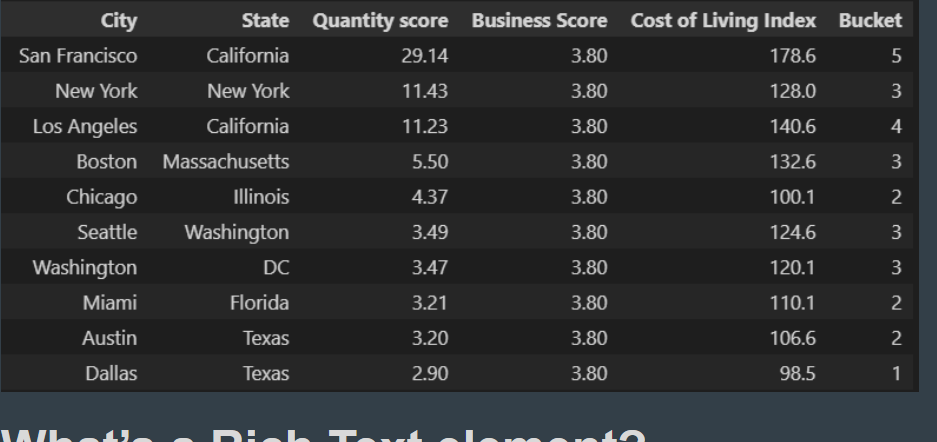 City State Quantity score Business Score Cost of Living Index Bucket
San Francisco California 29.14 3.80 178.6 5
New York New York 11.43 3.80 128.0 3
Los Angeles California 11.23 3.80 140.6 4
Boston Massachusetts 5.50 3.80 132.6 3
Chicago Illinois 4.37 3.80 100.1 2
Seattle Washington 3.49 3.80 124.6 3
Washington DC 3.47 3.80 120.1 3
Miami Florida 3.21 3.80 110.1 2
Austin Texas 3.20 3.80 106.6 2
Dallas Texas 2.90 3.80 98.5 1
What's a Rich Text element?